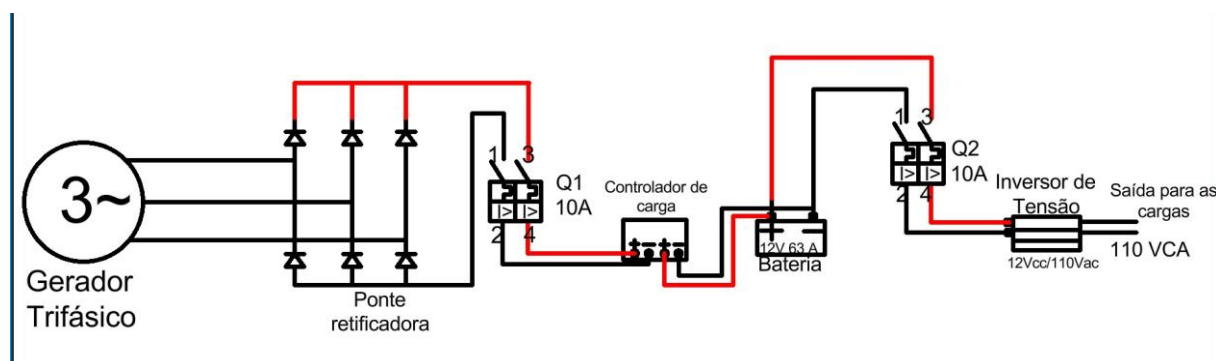 3~
Gerador
Trifásico
Ponte
retificadora
1 3
Q1
10A
2 4
Controlador de
carga
+ - + -
+ -
12V 63 A
Bateria
1 3
Q2
10A
2 4
I> I>
I> I>
Inversor de
Tensão
12Vcc/110Vac
Saída para as
cargas
110 VCA